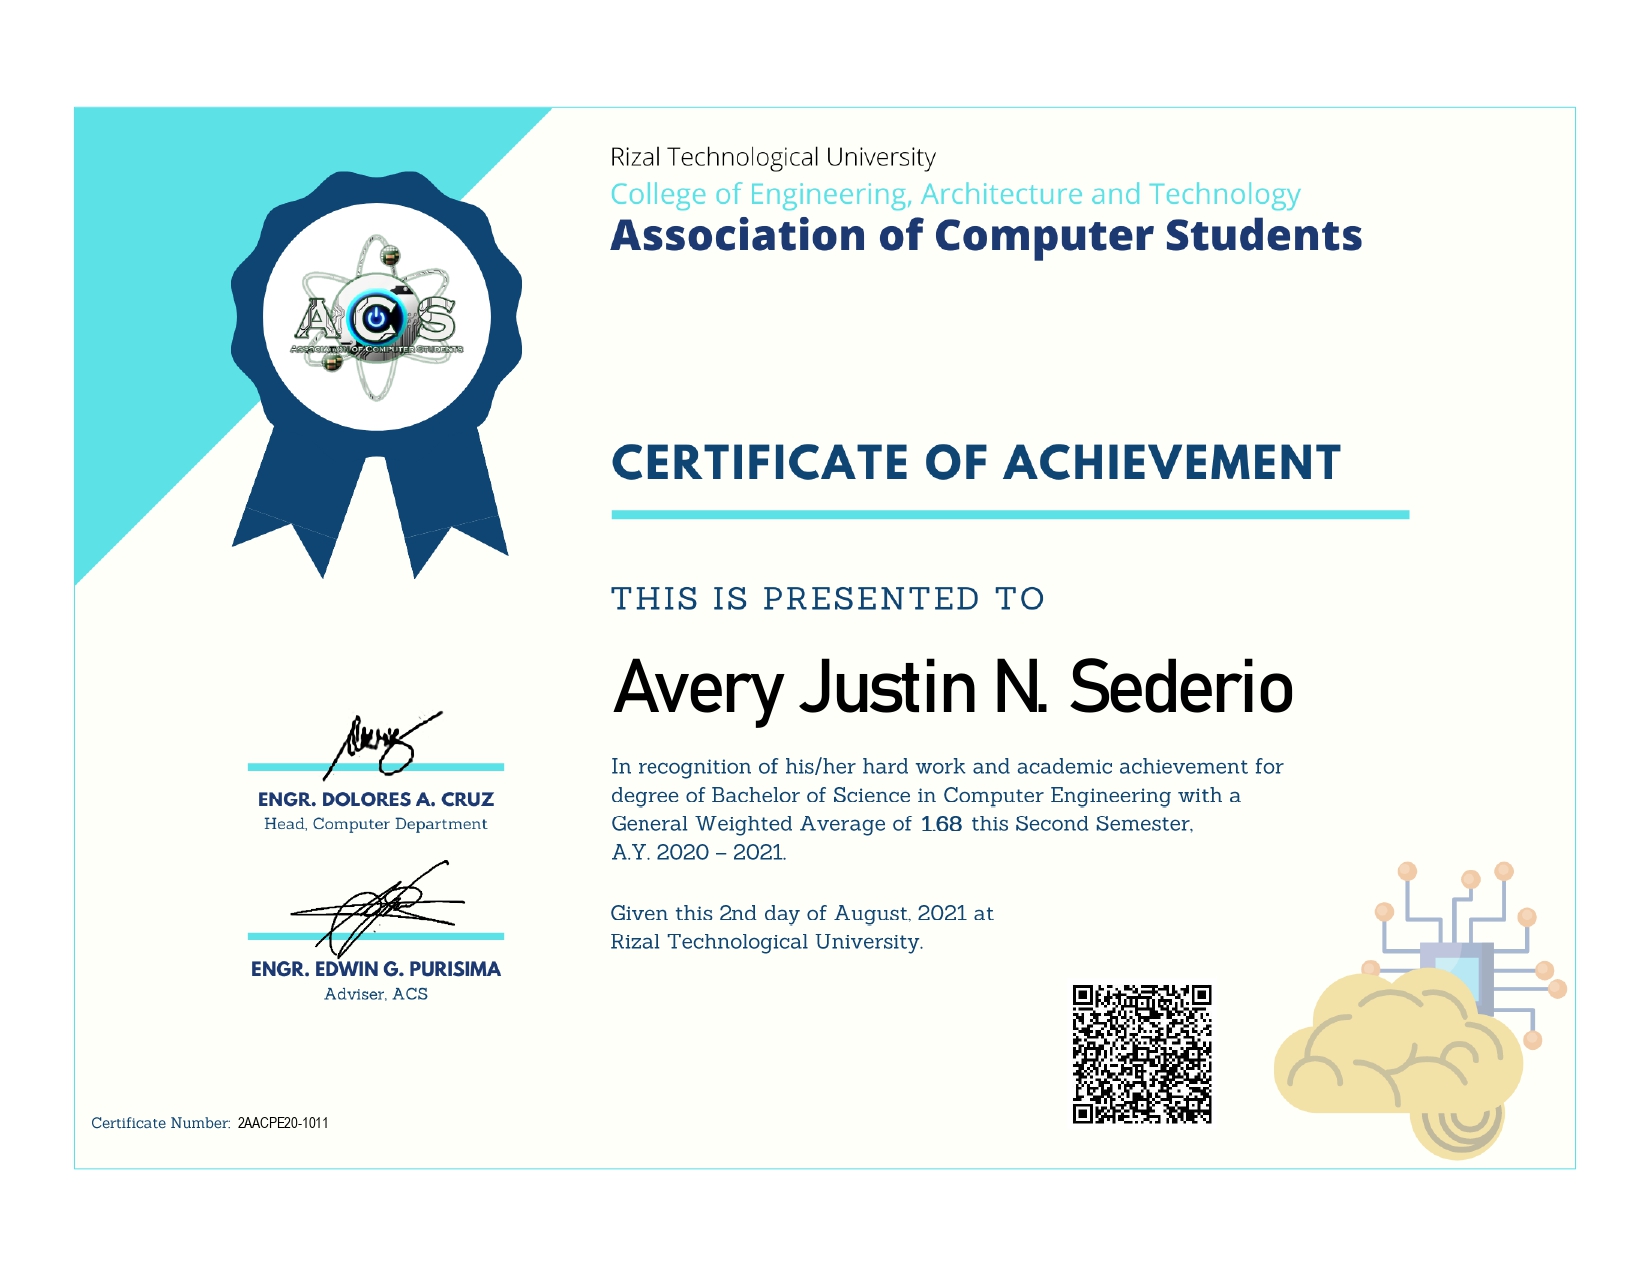 Rizal Technological University
College of Engineering, Architecture and Technology
Association of Computer Students
ACS
ASSOCIATION OF COMPUTER STUDENTS
CERTIFICATE OF ACHIEVEMENT
THIS IS PRESENTED TO
Avery Justin N. Sederio
In recognition of his/her hard work and academic achievement for
degree of Bachelor of Science in Computer Engineering with a
General Weighted Average of 1.68 this Second Semester,
A.Y. 2020 – 2021.
Given this 2nd day of August, 2021 at
Rizal Technological University.
ENGR. DOLORES A. CRUZ
Head, Computer Department
ENGR. EDWIN G. PURISIMA
Adviser, ACS
Certificate Number: 2AACPE20-1011